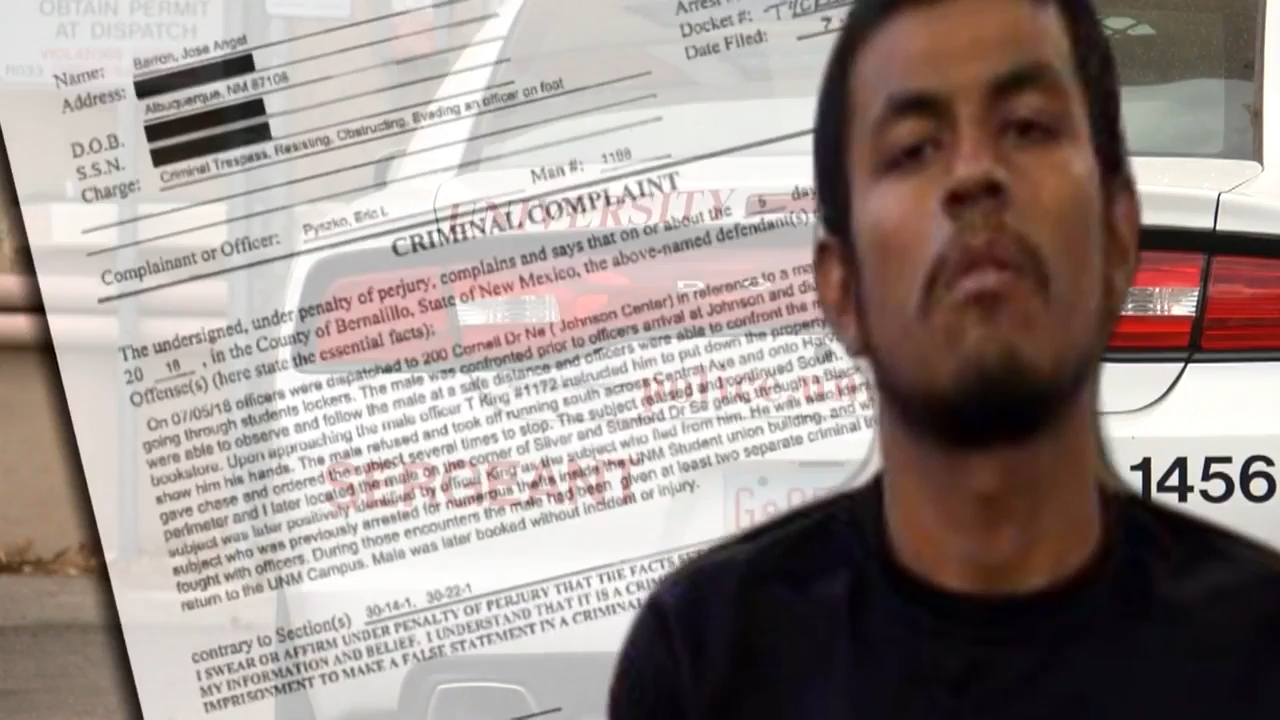 OBTAIN PERMIT
AT DISPATCH
Name: Barron, Jose Angel
Address:
Albuquerque, NM 87108
D.O.B.
S.S.N.
Charge: Criminal Trespass, Resisting, Obstructing, Evading an officer on foot
Docket #:
Date Filed:
Man #: 1188
Complainant or Officer: Pyszko, Eric L
CRIMINAL COMPLAINT
The undersigned, under penalty of perjury, complains and says that on or about the 5 day
20 18 , in the County of Bernalillo, State of New Mexico, the above-named defendant(s)
Offense(s) (here state the essential facts):
On 07/05/18 officers were dispatched to 200 Cornell Dr Ne ( Johnson Center) in reference to a
going through students lockers. The male was confronted prior to officers arrival at Johnson and
were able to observe and follow the male at a safe distance and officers were able to confront the
bookstore. Upon approaching the male officer T King #1172 instructed him to put down the property
show him his hands. The male refused and took off running south across Central Ave and onto
gave chase and ordered the subject several times to stop. The subject refused and continued South
perimeter and I later located the male on the corner of Silver and Stanford Dr Se going through a
subject was later positively identified by officer King as the subject who fled from him. He was
subject who was previously arrested for numerous thefts inside the UNM Student union building, and
fought with officers. During those encounters the male had been given at least two separate criminal
return to the UNM Campus. Male was later booked without incident or injury.
contrary to Section(s) 30-14-1, 30-22-1
I SWEAR OR AFFIRM UNDER PENALTY OF PERJURY THAT THE FACTS
MY INFORMATION AND BELIEF. I UNDERSTAND THAT IT IS A
IMPRISONMENT TO MAKE A FALSE STATEMENT IN A CRIMINAL
UNIVERSITY
SERGEANT
1456